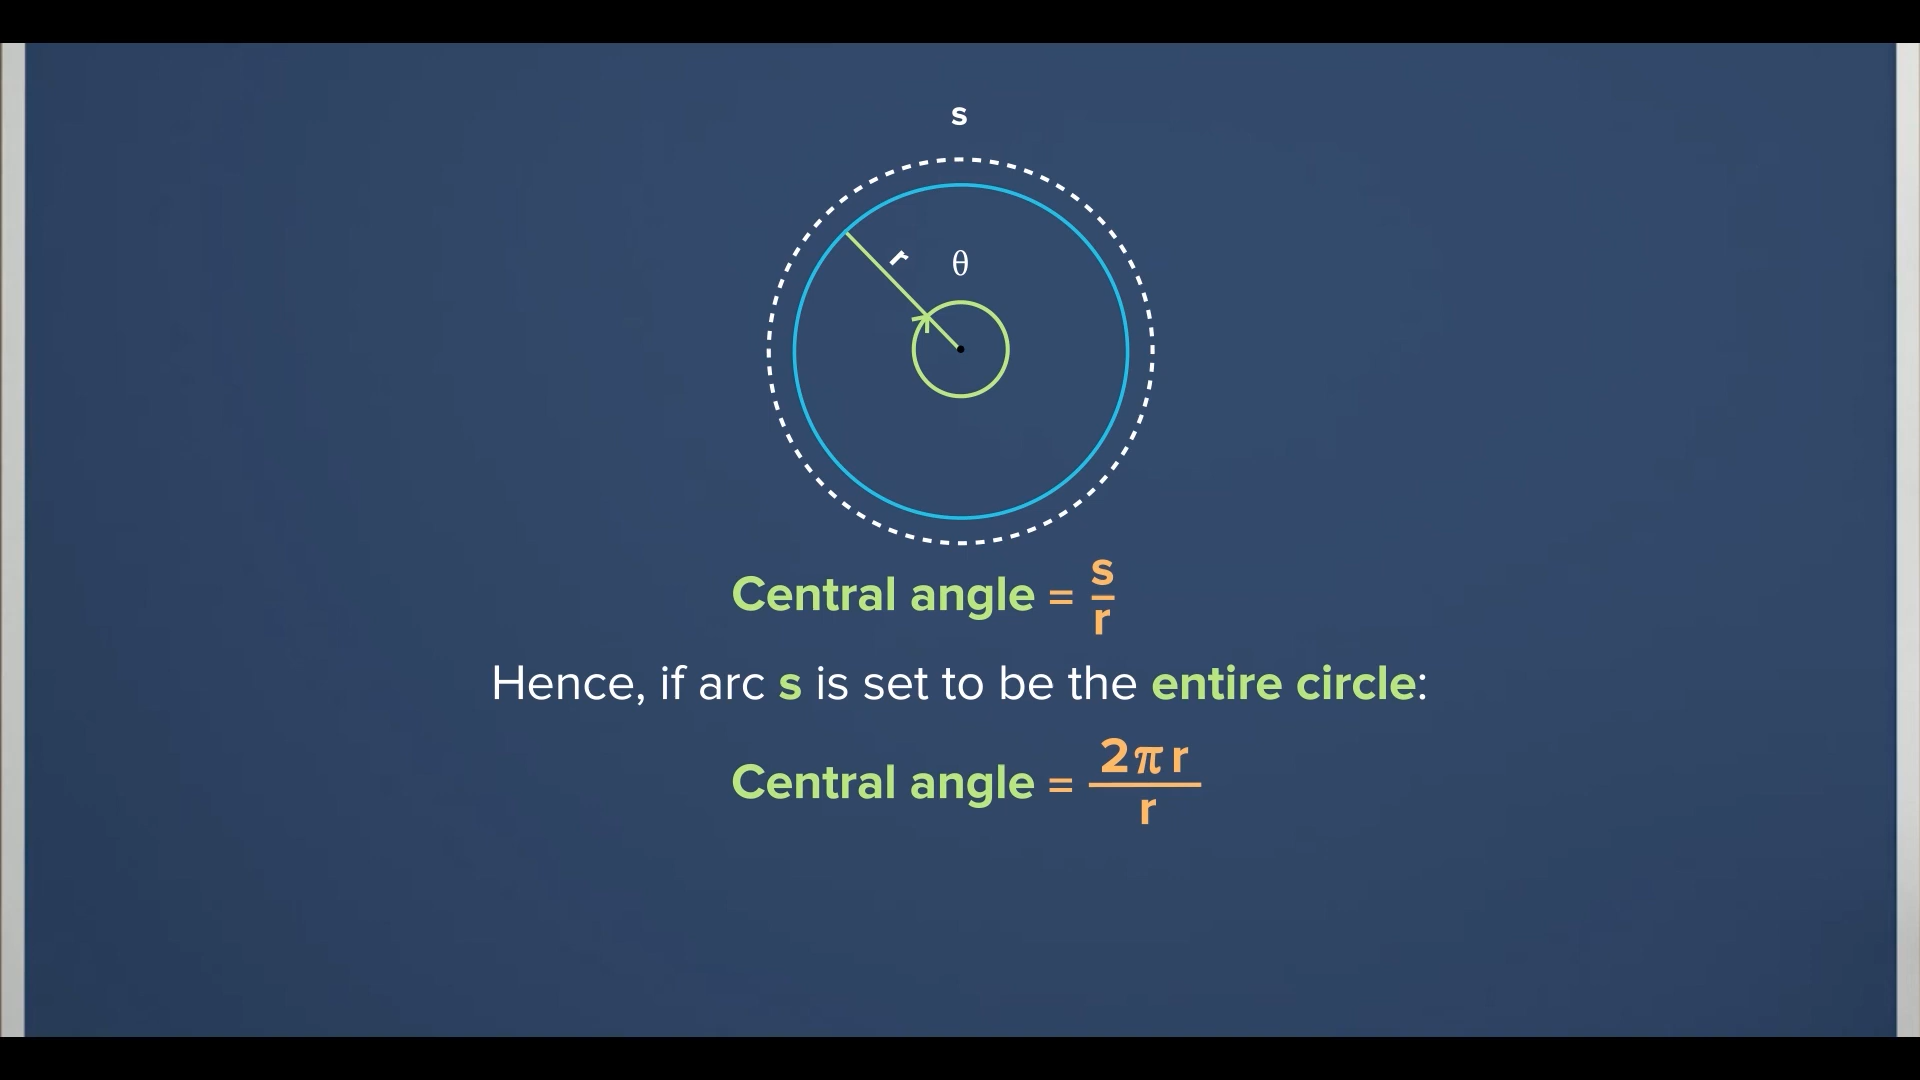 s
r θ
Central angle = s/r
Hence, if arc s is set to be the entire circle:
Central angle = 2πr/r